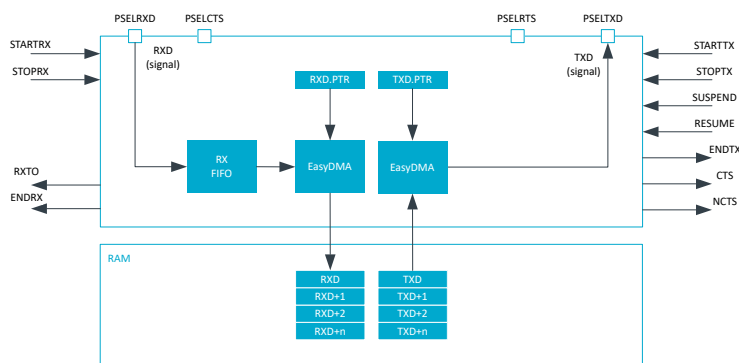 PSELRXD
PSELCTS
PSELRTS
PSELTXD
STARTRX
STOPRX
RXD
(signal)
TXD
(signal)
STARTTX
STOPTX
SUSPEND
RESUME
RXD.PTR
TXD.PTR
RX
FIFO
EasyDMA
EasyDMA
RXTO
ENDRX
ENDTX
CTS
NCTS
RAM
RXD
RXD+1
RXD+2
RXD+n
TXD
TXD+1
TXD+2
TXD+n